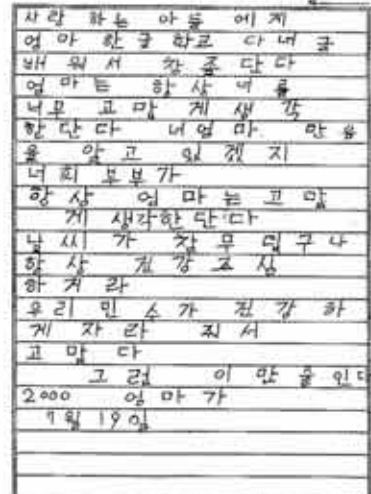 사랑 하는 아들 에게
엄마 한글 학교 다녀 글
배워서 참 좋단다
엄마는 항상 너를
너무 고맙게 생각
한단다 너 엄마 만음
을 알고 있겠지
너희 부부가
항상 엄마는 고맙
게 생각한단다
날씨가 참 무덥구나
항상 건강 조심
하거라
우리 민수가 건강하
게 자라 줘서
고맙다
그럼 이만 줄인다
2000 엄마가
7월 19일